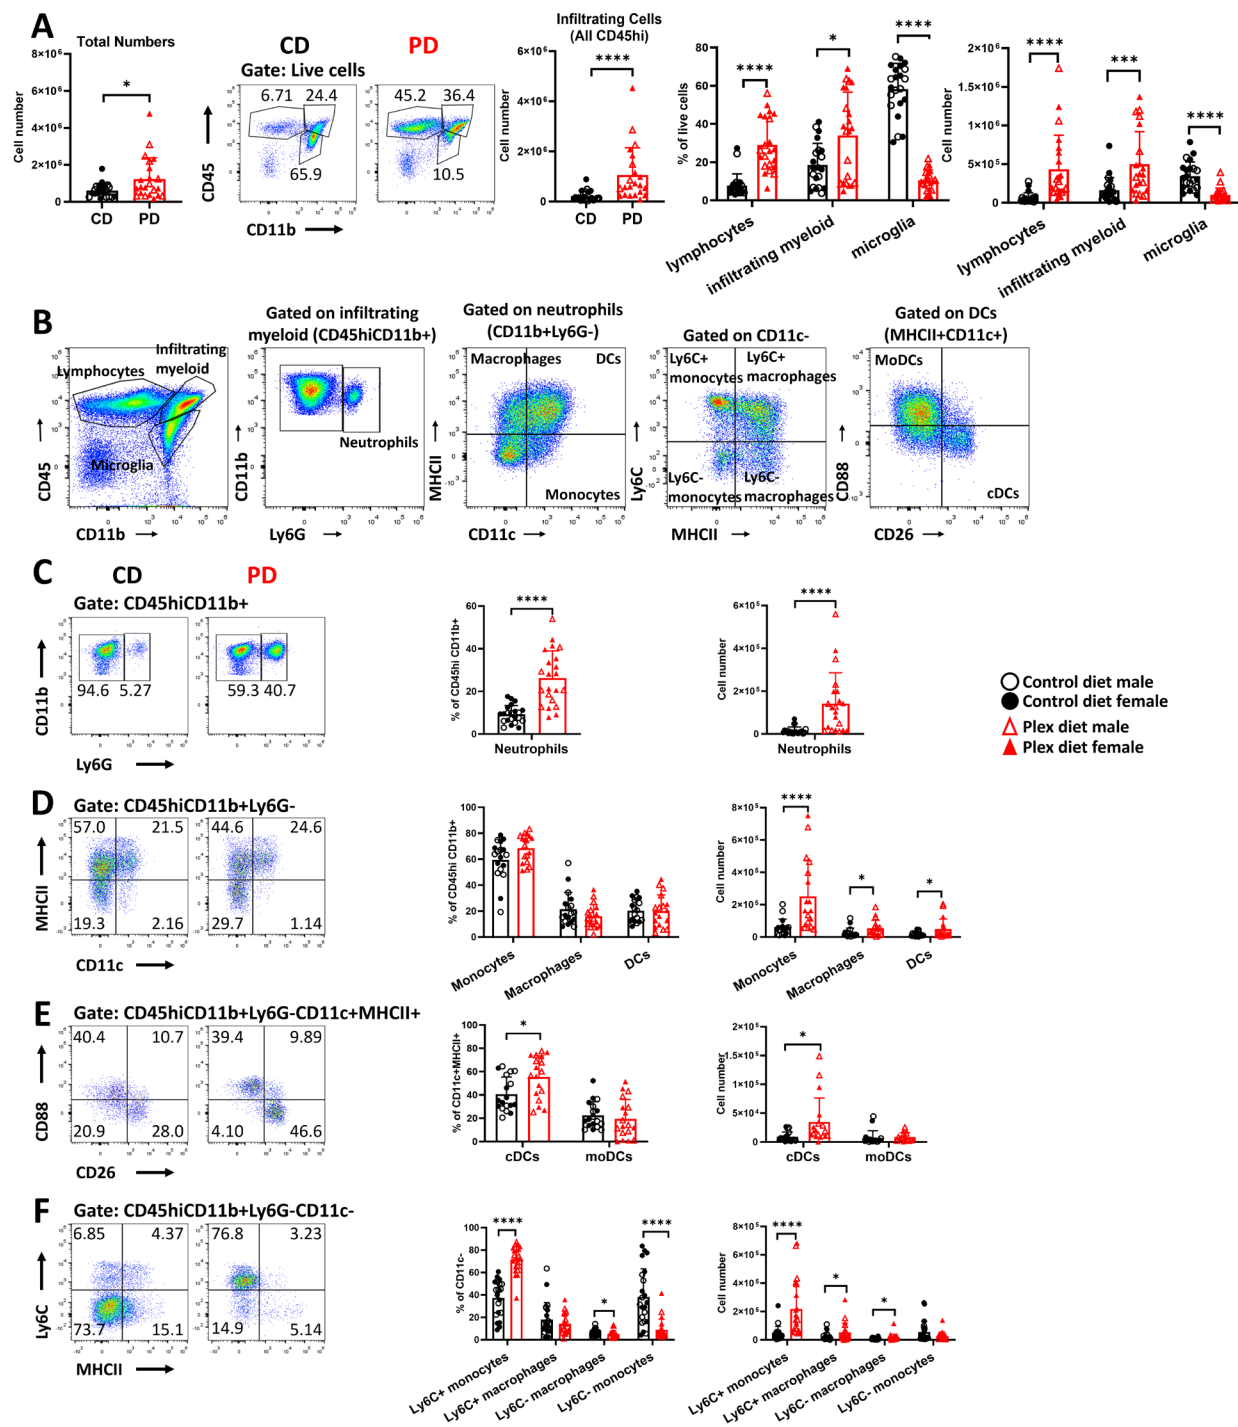 A
Total Numbers
Cell number
8×10⁶
6×10⁶
4×10⁶
2×10⁶
0
*
CD
PD
CD
PD
Gate: Live cells
6.71
24.4
65.9
45.2
36.4
10.5
CD45
CD11b
Infiltrating Cells
(All CD45hi)
Cell number
6×10⁶
4×10⁶
2×10⁶
0
****
CD
PD
% of live cells
80
60
40
20
0
****
*
****
lymphocytes
infiltrating myeloid
microglia
Cell number
2×10⁶
2×10⁶
1×10⁶
5×10⁵
0
****
***
****
lymphocytes
infiltrating myeloid
microglia
B
Lymphocytes
Infiltrating
myeloid
Microglia
CD45
CD11b
Gated on infiltrating
myeloid (CD45hiCD11b+)
Neutrophils
CD11b
Ly6G
Gated on neutrophils
(CD11b+Ly6G-)
Macrophages
DCs
Monocytes
MHCII
CD11c
Gated on CD11c-
Ly6C+
monocytes
Ly6C+
macrophages
Ly6C-
monocytes
Ly6C-
macrophages
Ly6C
MHCII
Gated on DCs
(MHCII+CD11c+)
MoDCs
cDCs
CD88
CD26
C
CD
PD
Gate: CD45hiCD11b+
94.6
5.27
59.3
40.7
CD11b
Ly6G
% of CD45hi CD11b+
60
40
20
0
****
Neutrophils
Cell number
6×10⁵
4×10⁵
2×10⁵
0
****
Neutrophils
Control diet male
Control diet female
Plex diet male
Plex diet female
D
Gate: CD45hiCD11b+Ly6G-
57.0
21.5
19.3
2.16
44.6
24.6
29.7
1.14
MHCII
CD11c
% of CD45hi CD11b+
100
80
60
40
20
0
Monocytes
Macrophages
DCs
Cell number
8×10⁵
6×10⁵
4×10⁵
2×10⁵
0
****
*
*
Monocytes
Macrophages
DCs
E
Gate: CD45hiCD11b+Ly6G-CD11c+MHCII+
40.4
10.7
20.9
28.0
39.4
9.89
4.10
46.6
CD88
CD26
% of CD11c+MHCII+
100
80
60
40
20
0
*
cDCs
moDCs
Cell number
2×10⁵
1.5×10⁵
1×10⁵
5×10⁴
0
*
cDCs
moDCs
F
Gate: CD45hiCD11b+Ly6G-CD11c-
6.85
4.37
73.7
15.1
76.8
3.23
14.9
5.14
Ly6C
MHCII
% of CD11c-
100
80
60
40
20
0
****
*
****
Ly6C+ monocytes
Ly6C+ macrophages
Ly6C- macrophages
Ly6C- monocytes
Cell number
8×10⁵
6×10⁵
4×10⁵
2×10⁵
0
****
*
*
Ly6C+ monocytes
Ly6C+ macrophages
Ly6C- macrophages
Ly6C- monocytes